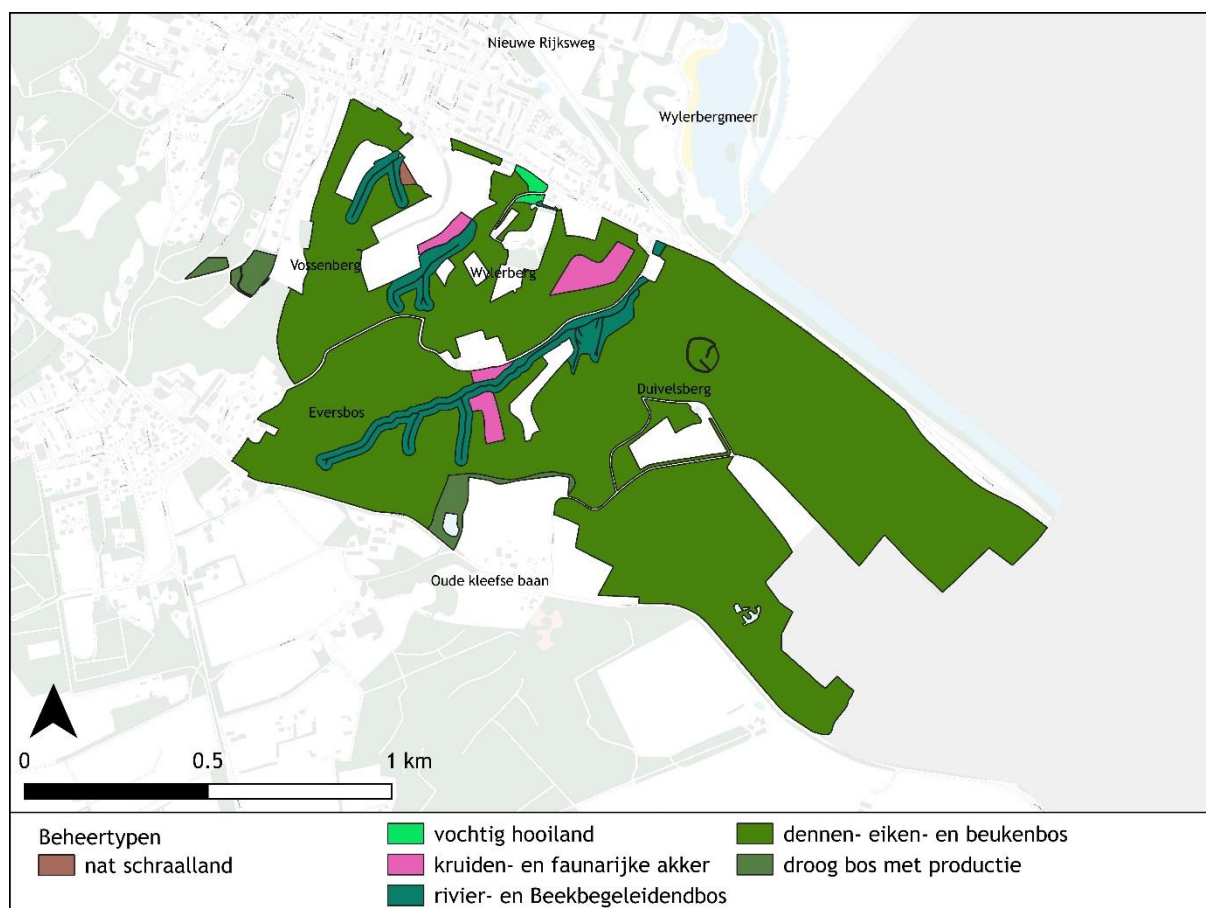 Nieuwe Rijksweg
Wylerbergmeer
Vossenberg
Wylerberg
Duivelsberg
Eversbos
Oude kleefse baan
0 0.5 1 km
Beheertypen
nat schraalland
vochtig hooiland
kruiden- en faunarijke akker
rivier- en Beekbegeleidendbos
dennen- eiken- en beukenbos
droog bos met productie